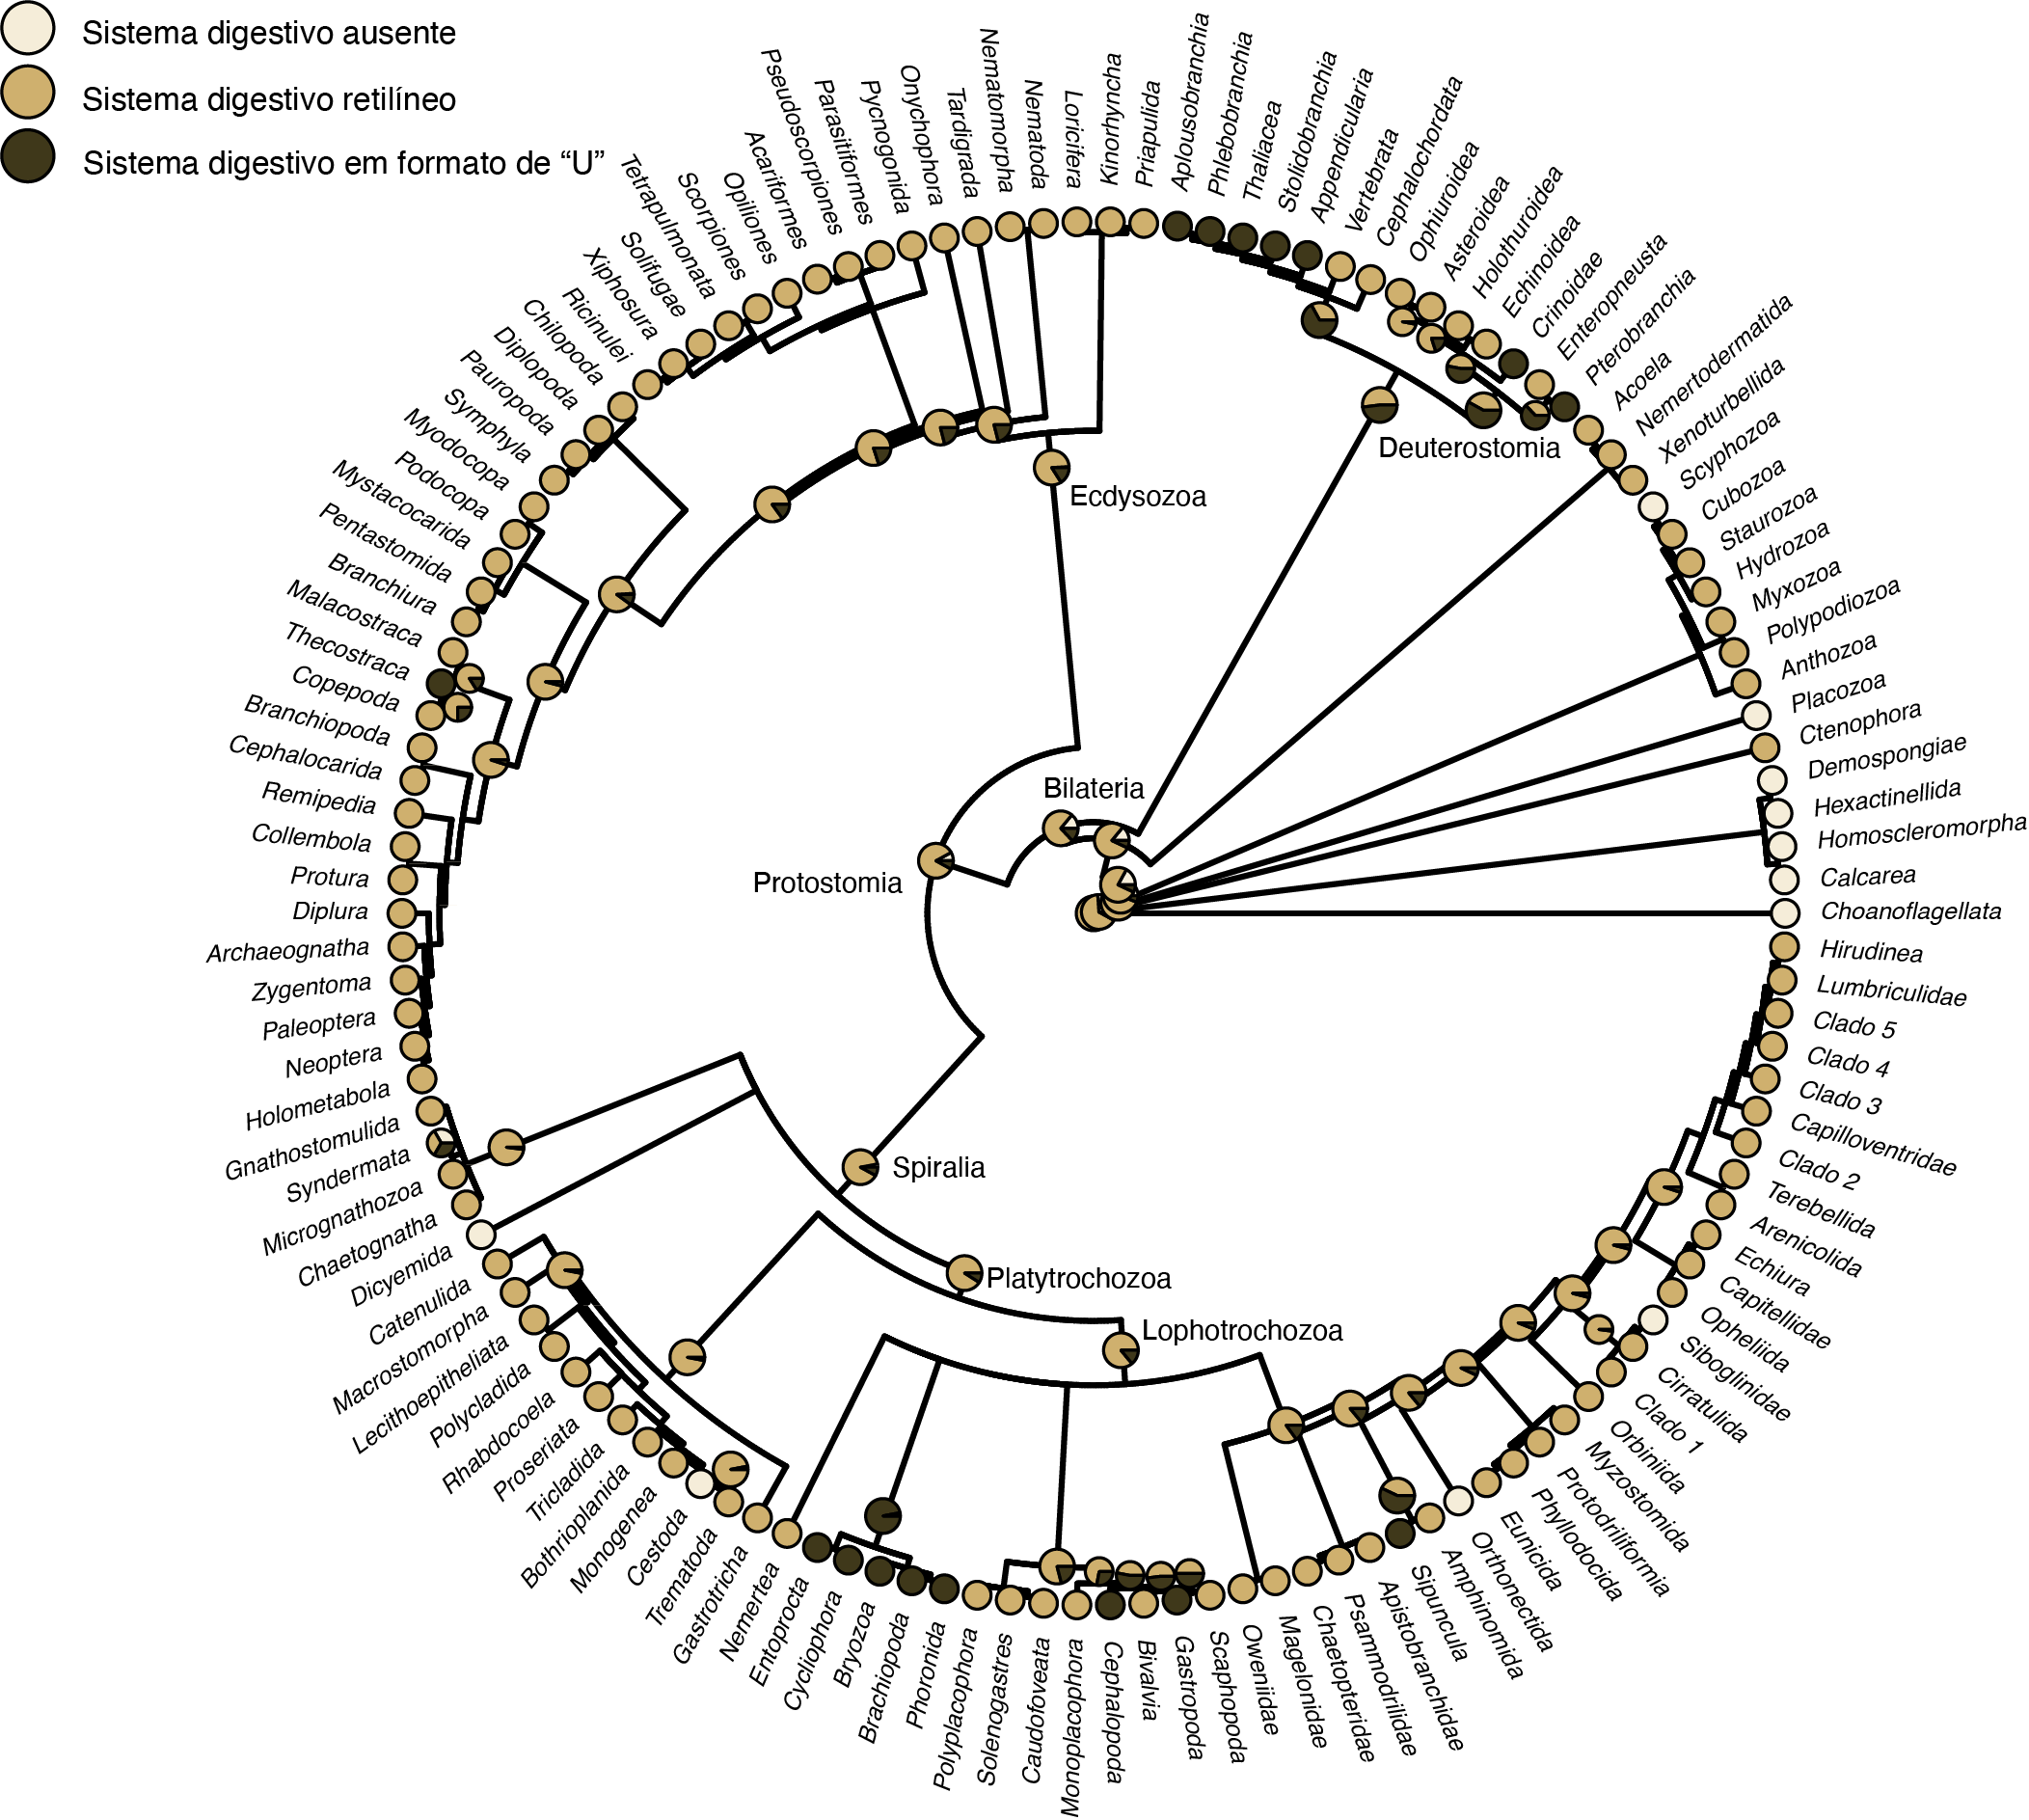 Sistema digestivo ausente
Sistema digestivo retilíneo
Sistema digestivo em formato de “U”
Aplousobranchia
Phlebobranchia
Thaliacea
Stolidobranchia
Appendicularia
Vertebrata
Cephalochordata
Ophiuroidea
Asteroidea
Holothuroidea
Echinoidea
Crinoidae
Enteropneusta
Pterobranchia
Acoela
Nemertodermatida
Xenoturbellida
Scyphozoa
Cubozoa
Staurozoa
Hydrozoa
Myxozoa
Polypodiozoa
Anthozoa
Placozoa
Ctenophora
Demospongiae
Hexactinellida
Homoscleromorpha
Calcarea
Choanoflagellata
Hirudinea
Lumbriculidae
Clado 5
Clado 4
Clado 3
Capilloventridae
Clado 2
Terebellida
Arenicolida
Echiura
Capitellidae
Opheliida
Siboglinidae
Cirratulida
Clado 1
Orbiniida
Myzostomida
Protodriliformia
Phyllodocida
Eunicida
Orthonectida
Amphinomida
Sipuncula
Apistobranchidae
Psammodrilidae
Chaetopteridae
Magelonidae
Oweniidae
Scaphopoda
Gastropoda
Bivalvia
Cephalopoda
Monoplacophora
Caudofoveata
Solenogastres
Polyplacophora
Phoronida
Brachiopoda
Bryozoa
Cycliophora
Entoprocta
Nemertea
Gastrotricha
Trematoda
Cestoda
Monogenea
Bothrioplanida
Tricladida
Proseriata
Rhabdocoela
Polycladida
Lecithoepitheliata
Macrostomorpha
Catenulida
Dicyemida
Chaetognatha
Micrognathozoa
Syndermata
Gnathostomulida
Holometabola
Neoptera
Paleoptera
Zygentoma
Archaeognatha
Diplura
Protura
Collembola
Remipedia
Cephalocarida
Branchiopoda
Copepoda
Thecostraca
Malacostraca
Branchiura
Pentastomida
Mystacocarida
Podocopa
Myodocopa
Symphyla
Pauropoda
Diplopoda
Chilopoda
Ricinulei
Xiphosura
Solifugae
Scorpiones
Tetrapulmonata
Opiliones
Acariformes
Pseudoscorpiones
Parasitiformes
Pycnogonida
Onychophora
Tardigrada
Nematomorpha
Nematoda
Loricifera
Kinorhyncha
Priapulida
Deuterostomia
Ecdysozoa
Bilateria
Protostomia
Spiralia
Platytrochozoa
Lophotrochozoa